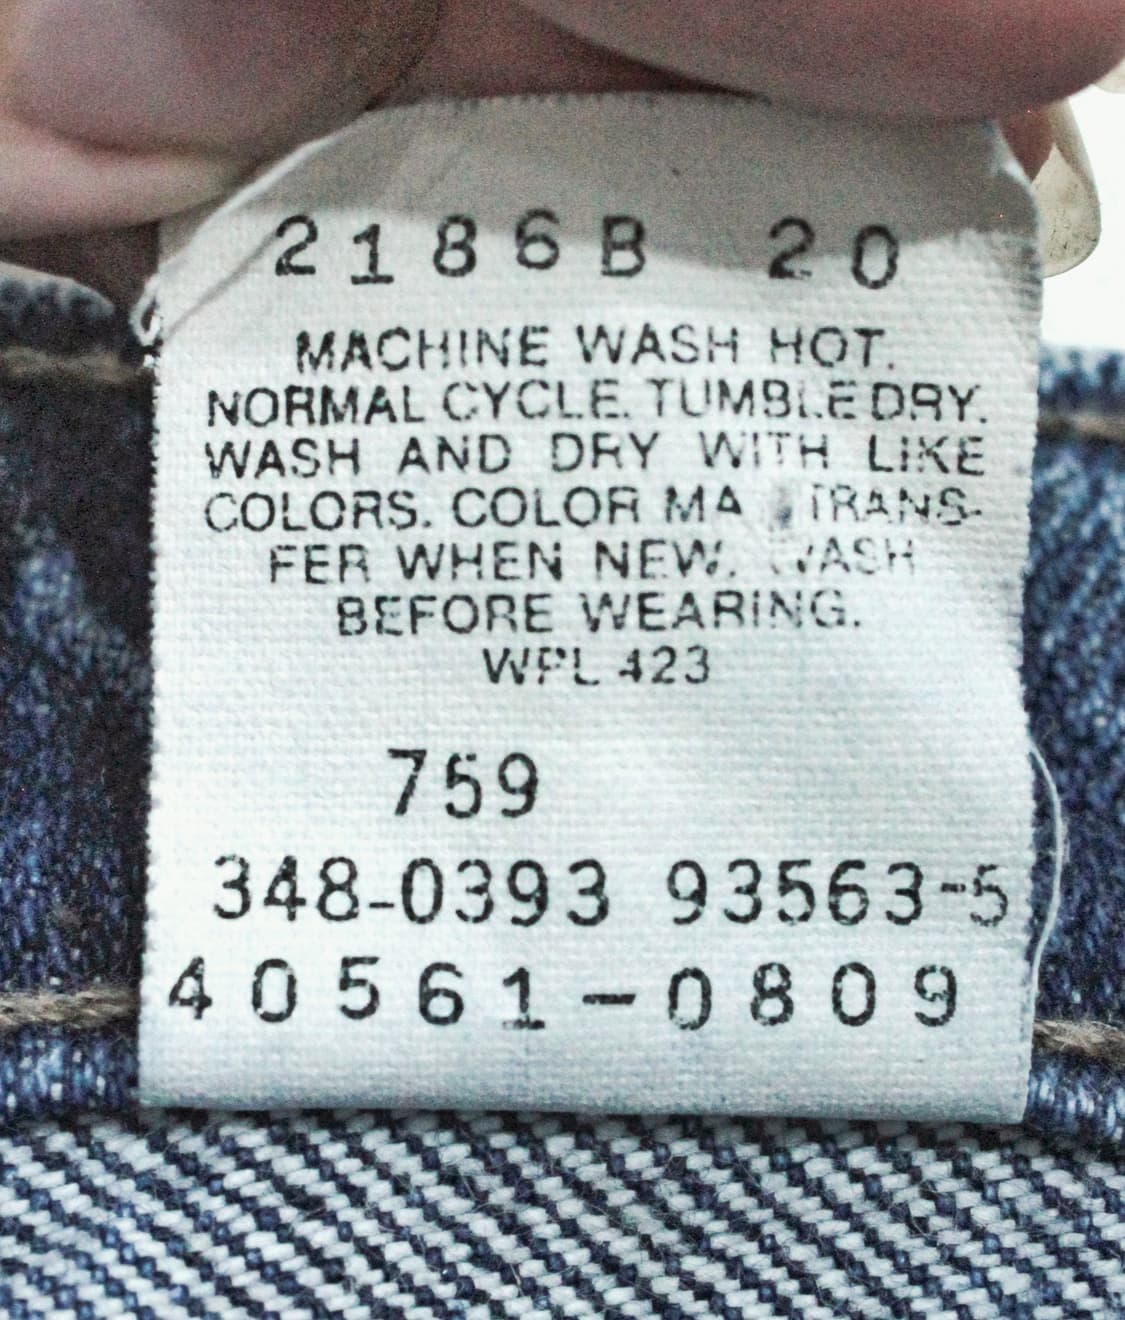 2186B 20
MACHINE WASH HOT.
NORMAL CYCLE. TUMBLE DRY.
WASH AND DRY WITH LIKE
COLORS. COLOR TRANS-
FER WHEN NEW. WASH
BEFORE WEARING.
WPL 423
759
348-0393 93563-5
40561-0809